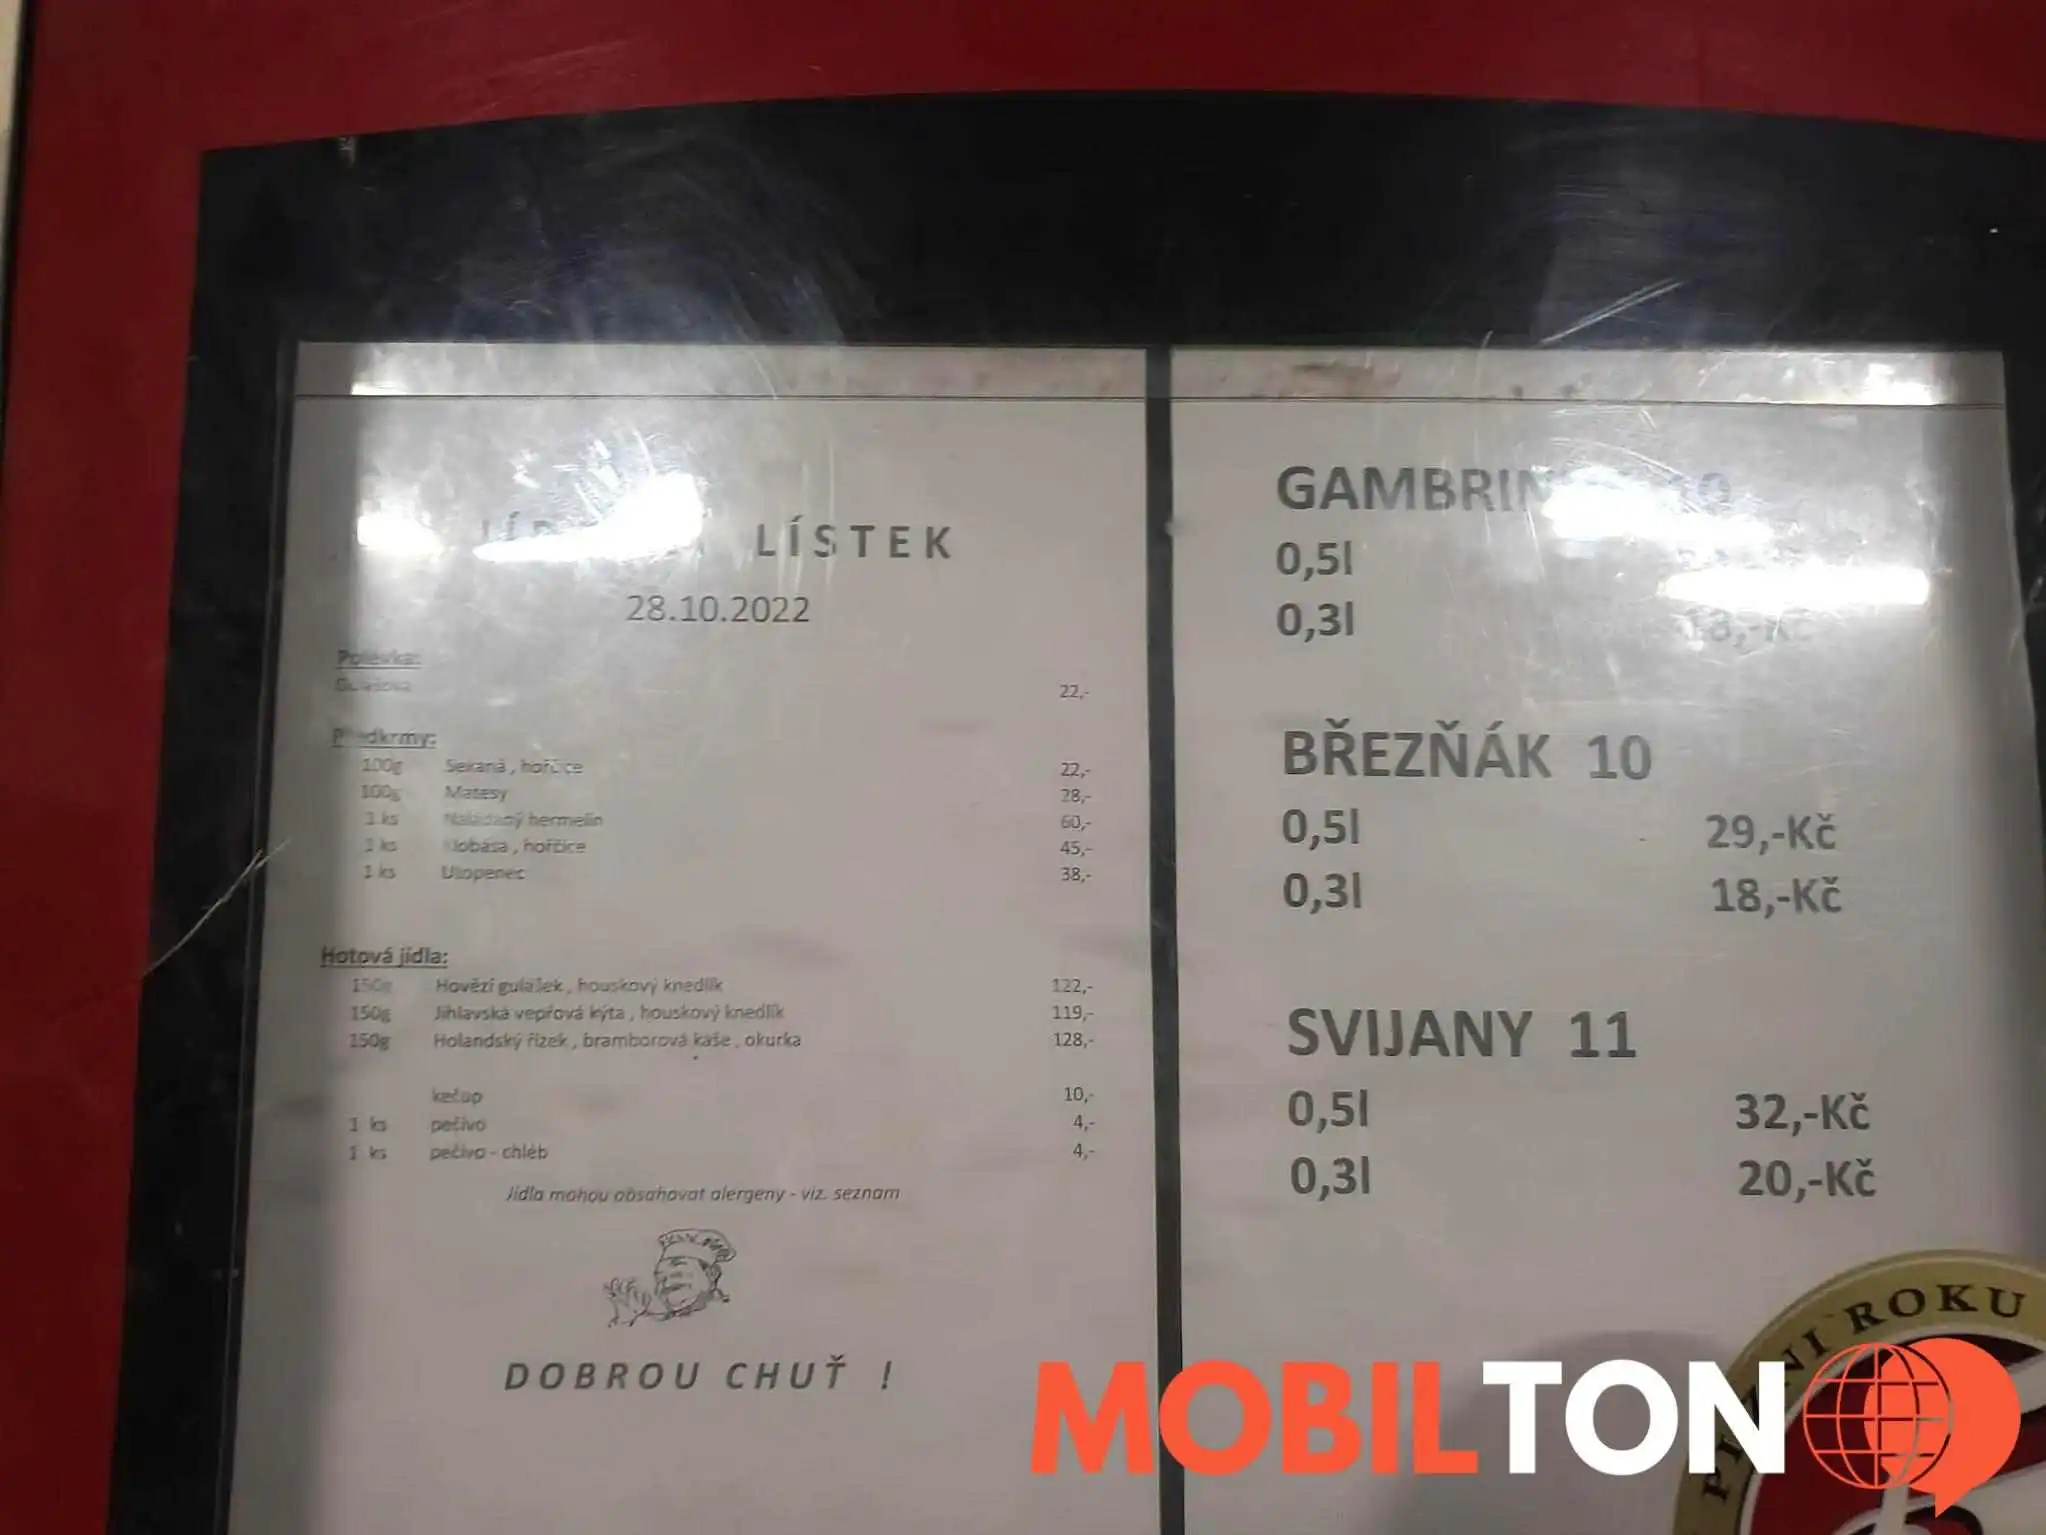 LÍSTEK
28.10.2022
Polévka:
Gulášová 22,-
Předkrmy:
100g Sekaná , hořčice 22,-
100g Matesy 28,-
1 ks Nakládaný hermelín 60,-
1 ks Klobása , hořčice 45,-
1 ks Utopenec 38,-
Hotová jídla:
150g Hovězí gulášek , houskový knedlík 122,-
150g Jihlavská vepřová kýta , houskový knedlík 119,-
150g Holandský řízek , bramborová kaše , okurka 128,-
kečup 10,-
1 ks pečivo 4,-
1 ks pečivo - chléb 4,-
Jídla mohou obsahovat alergeny - viz. seznam
DOBROU CHUŤ !
GAMBRINUS 10
0,5l
0,3l 18,-Kč
BŘEZŇÁK 10
0,5l 29,-Kč
0,3l 18,-Kč
SVIJANY 11
0,5l 32,-Kč
0,3l 20,-Kč
ROKU
MOBILTON